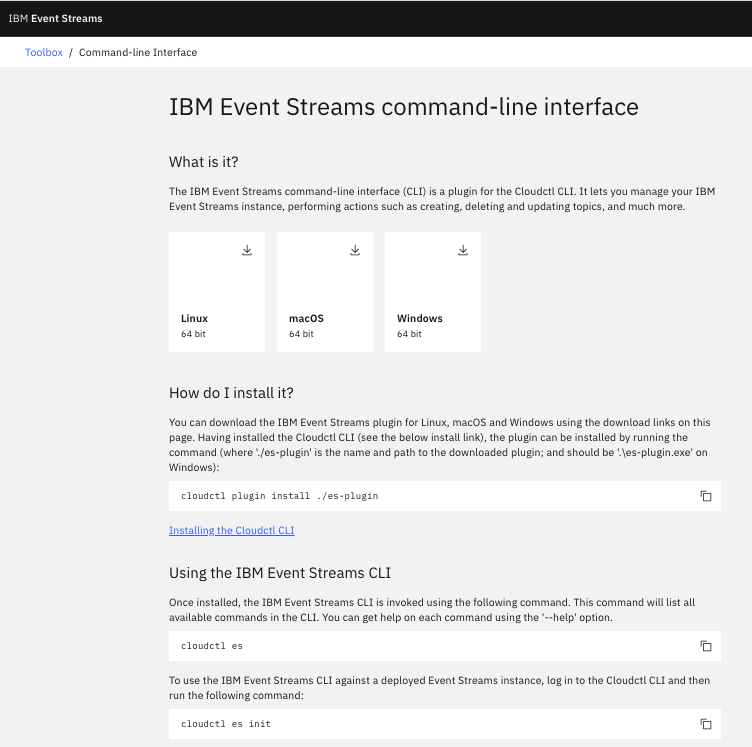 IBM Event Streams
Toolbox / Command-line Interface
IBM Event Streams command-line interface
What is it?
The IBM Event Streams command-line interface (CLI) is a plugin for the Cloudctl CLI. It lets you manage your IBM
Event Streams instance, performing actions such as creating, deleting and updating topics, and much more.
Linux
64 bit
macOS
64 bit
Windows
64 bit
How do I install it?
You can download the IBM Event Streams plugin for Linux, macOS and Windows using the download links on this
page. Having installed the Cloudctl CLI (see the below install link), the plugin can be installed by running the
command (where './es-plugin' is the name and path to the downloaded plugin; and should be '.\es-plugin.exe' on
Windows):
cloudctl plugin install ./es-plugin
Installing the Cloudctl CLI
Using the IBM Event Streams CLI
Once installed, the IBM Event Streams CLI is invoked using the following command. This command will list all
available commands in the CLI. You can get help on each command using the '--help' option.
cloudctl es
To use the IBM Event Streams CLI against a deployed Event Streams instance, log in to the Cloudctl CLI and then
run the following command:
cloudctl es init